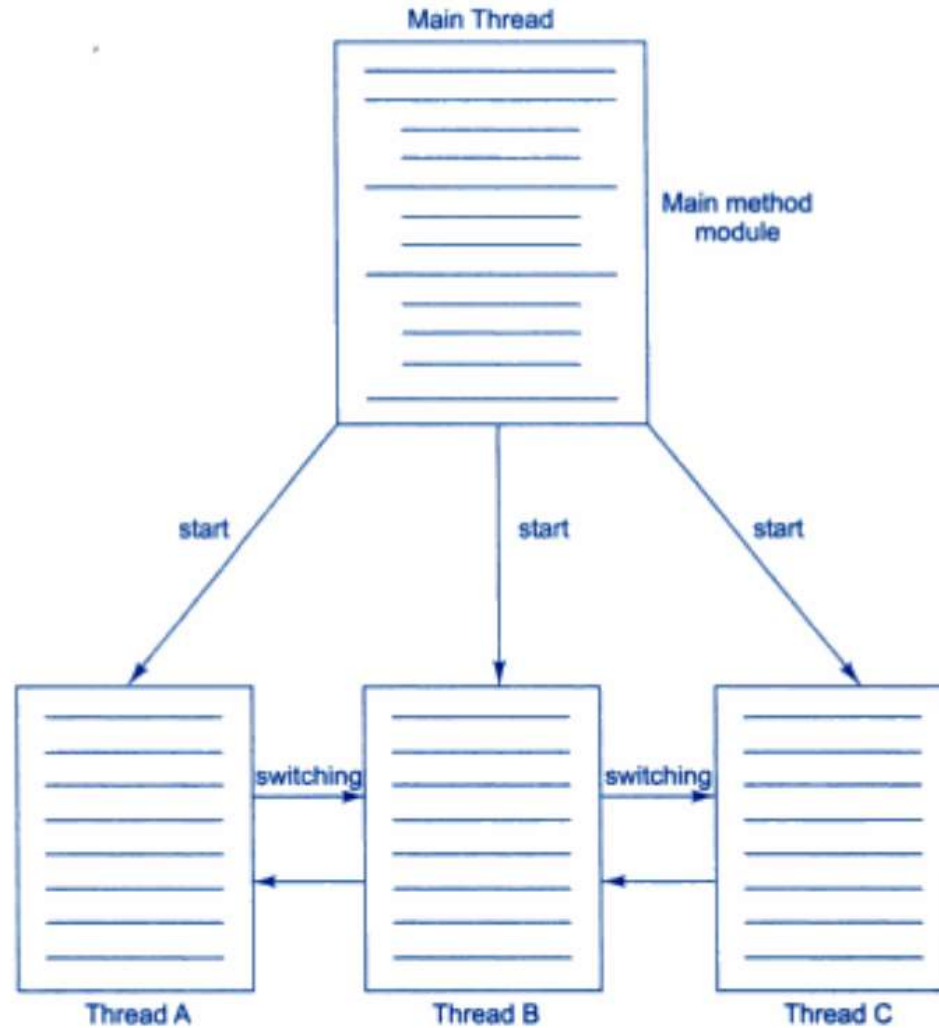 Main Thread
Main method
module
start
start
start
switching
switching
Thread A
Thread B
Thread C